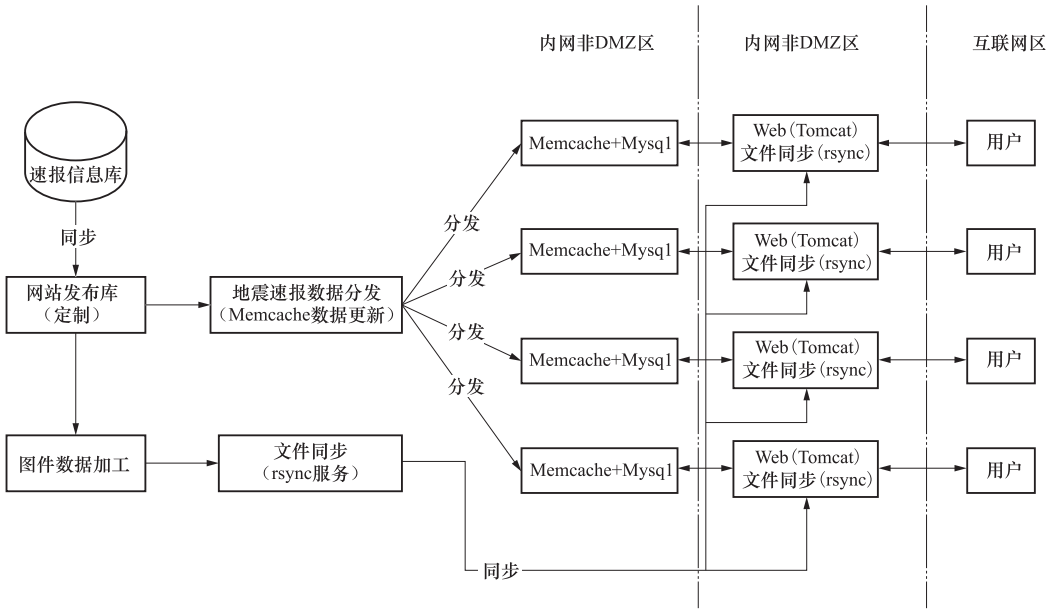 内网非DMZ区
内网非DMZ区
互联网区
速报信息库
同步
网站发布库
（定制）
地震速报数据分发
（Memcache数据更新）
图件数据加工
文件同步
（rsync服务）
分发
分发
分发
分发
同步
Memcache+Mysq1
Web（Tomcat）
文件同步（rsync）
用户
Memcache+Mysq1
Web（Tomcat）
文件同步（rsync）
用户
Memcache+Mysq1
Web（Tomcat）
文件同步（rsync）
用户
Memcache+Mysq1
Web（Tomcat）
文件同步（rsync）
用户